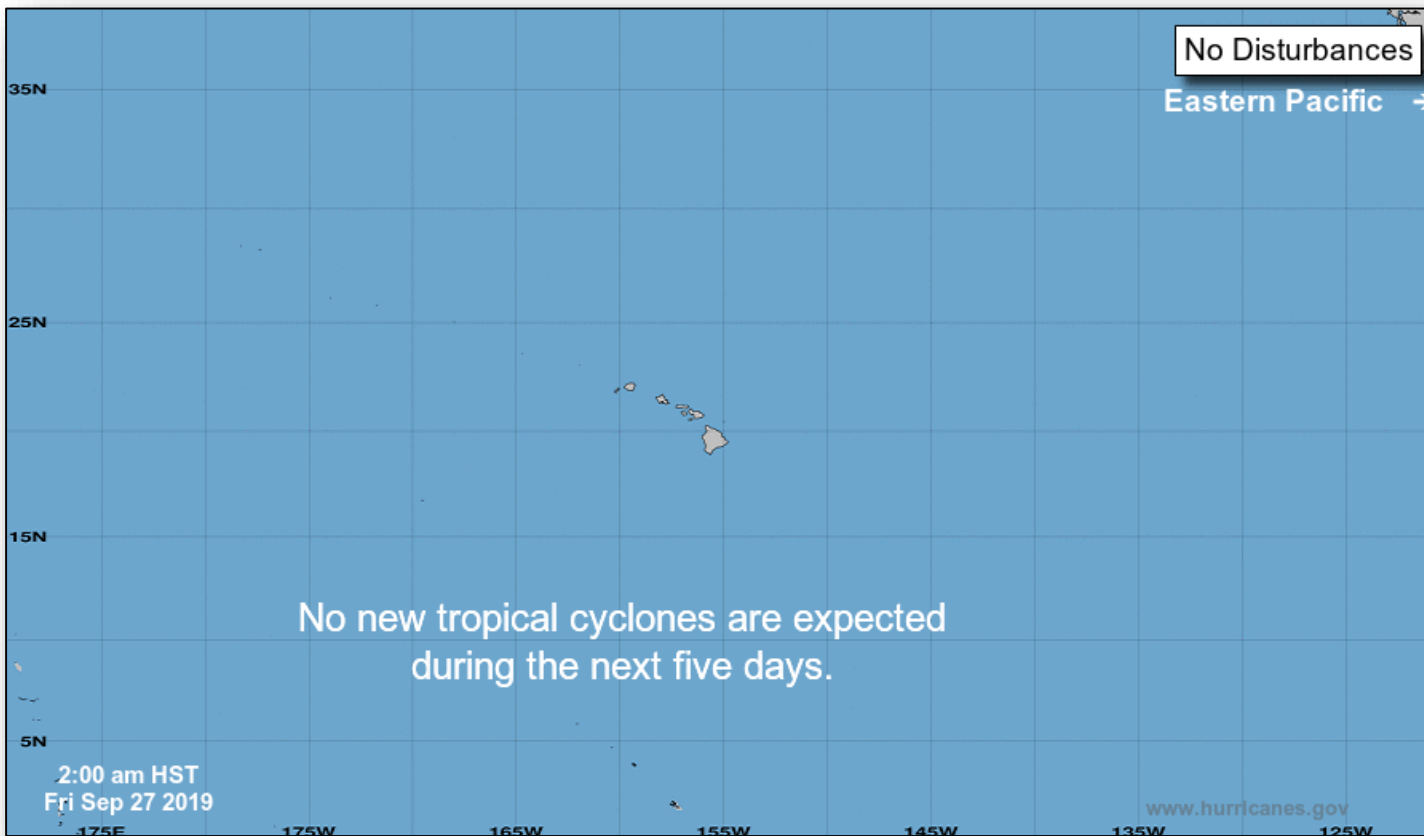 No Disturbances
Eastern Pacific →
35N
25N
15N
No new tropical cyclones are expected
during the next five days.
5N
2:00 am HST
Fri Sep 27 2019
www.hurricanes.gov
175E 175W 165W 155W 145W 135W 125W